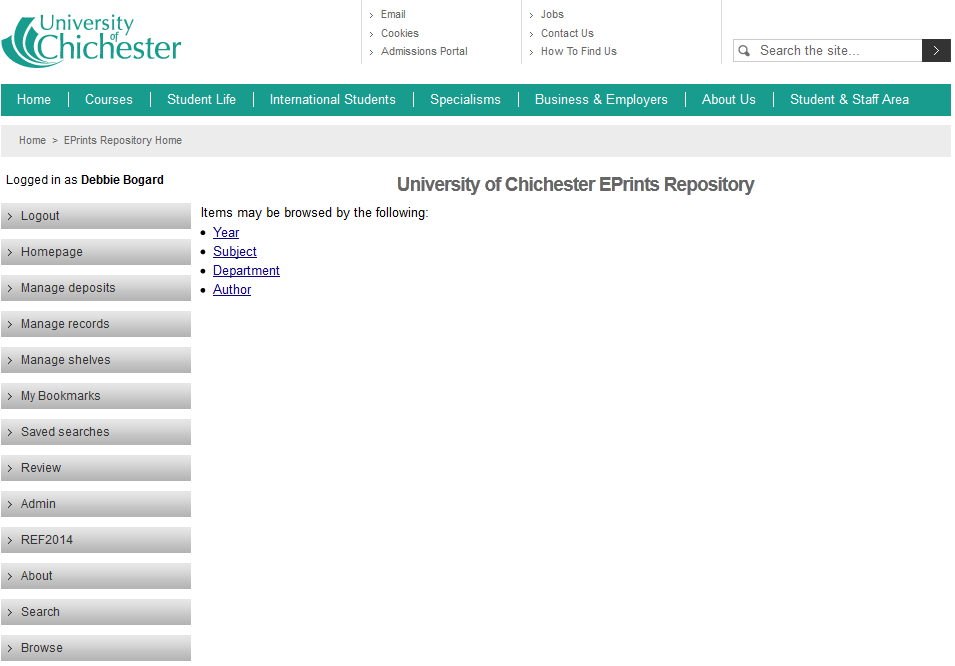 University
of
Chichester
Email
Cookies
Admissions Portal
Jobs
Contact Us
How To Find Us
Search the site...
Home Courses Student Life International Students Specialisms Business & Employers About Us Student & Staff Area
Home > EPrints Repository Home
Logged in as Debbie Bogard
Logout
Homepage
Manage deposits
Manage records
Manage shelves
My Bookmarks
Saved searches
Review
Admin
REF2014
About
Search
Browse
University of Chichester EPrints Repository
Items may be browsed by the following:
Year
Subject
Department
Author